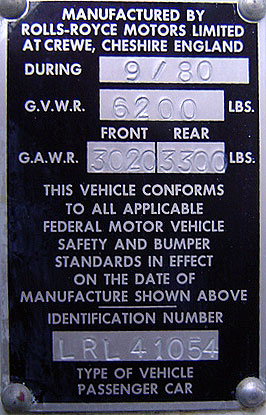 MANUFACTURED BY
ROLLS-ROYCE MOTORS LIMITED
AT CREWE, CHESHIRE ENGLAND
DURING 9/80
G.V.W.R. 6200 LBS.
FRONT REAR
G.A.W.R. 3020 3300 LBS.
THIS VEHICLE CONFORMS
TO ALL APPLICABLE
FEDERAL MOTOR VEHICLE
SAFETY AND BUMPER
STANDARDS IN EFFECT
ON THE DATE OF
MANUFACTURE SHOWN ABOVE
IDENTIFICATION NUMBER
LRL41054
TYPE OF VEHICLE
PASSENGER CAR